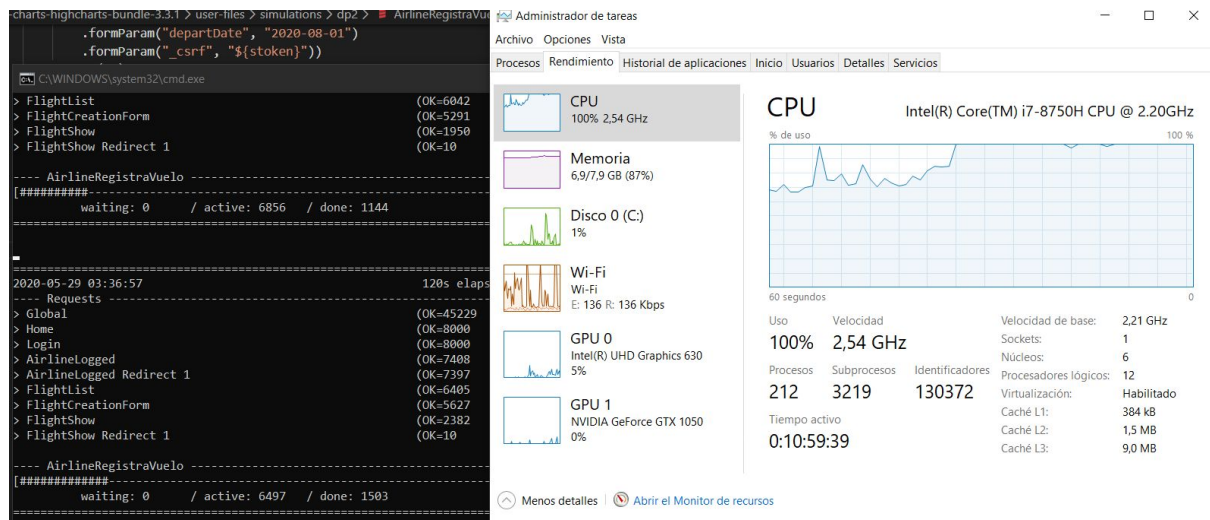 -charts-highcharts-bundle-3.3.1 > user-files > simulations > dp2 > AirlineRegistraVue
.formParam("departDate", "2020-08-01")
.formParam("_csrf", "${stoken}"))
C:\WINDOWS\system32\cmd.exe
> FlightList (OK=6042
> FlightCreationForm (OK=5291
> FlightShow (OK=1950
> FlightShow Redirect 1 (OK=10
---- AirlineRegistraVuelo ----------------------------------------
[##########--------------------------------------------------
waiting: 0 / active: 6856 / done: 1144
================================================================
================================================================
2020-05-29 03:36:57 120s elaps
---- Requests --------------------------------------------------
> Global (OK=45229
> Home (OK=8000
> Login (OK=8000
> AirlineLogged (OK=7408
> AirlineLogged Redirect 1 (OK=7397
> FlightList (OK=6405
> FlightCreationForm (OK=5627
> FlightShow (OK=2382
> FlightShow Redirect 1 (OK=10
---- AirlineRegistraVuelo ----------------------------------------
[#############-----------------------------------------------
waiting: 0 / active: 6497 / done: 1503
================================================================
Administrador de tareas
Archivo Opciones Vista
Procesos Rendimiento Historial de aplicaciones Inicio Usuarios Detalles Servicios
CPU
100% 2,54 GHz
Memoria
6,9/7,9 GB (87%)
Disco 0 (C:)
1%
Wi-Fi
Wi-Fi
E: 136 R: 136 Kbps
GPU 0
Intel(R) UHD Graphics 630
5%
GPU 1
NVIDIA GeForce GTX 1050
0%
CPU Intel(R) Core(TM) i7-8750H CPU @ 2.20GHz
% de uso 100 %
60 segundos 0
Uso Velocidad
100% 2,54 GHz
Procesos Subprocesos Identificadores
212 3219 130372
Tiempo activo
0:10:59:39
Velocidad de base: 2,21 GHz
Sockets: 1
Núcleos: 6
Procesadores lógicos: 12
Virtualización: Habilitado
Caché L1: 384 kB
Caché L2: 1,5 MB
Caché L3: 9,0 MB
Menos detalles Abrir el Monitor de recursos